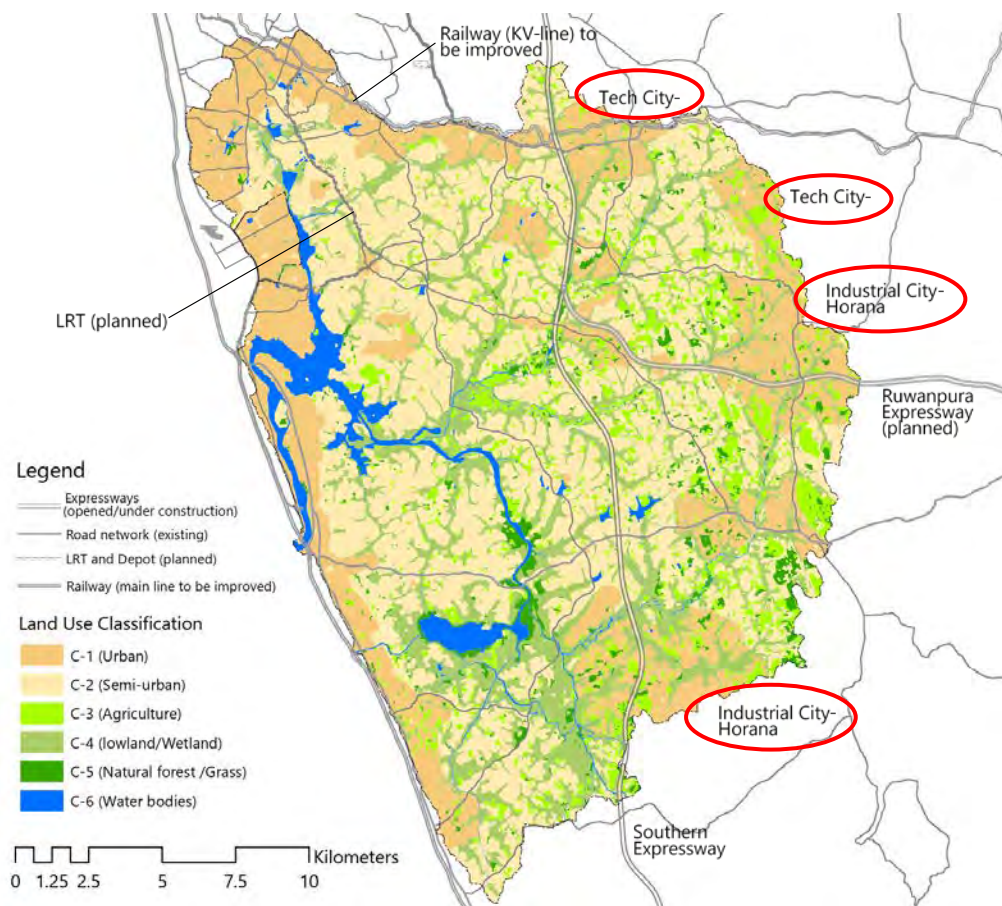 Railway (KV-line) to
be improved
Tech City-
Tech City-
Industrial City-
Horana
LRT (planned)
Ruwanpura
Expressway
(planned)
Legend
Expressways
(opened/under construction)
Road network (existing)
LRT and Depot (planned)
Railway (main line to be improved)
Land Use Classification
C-1 (Urban)
C-2 (Semi-urban)
C-3 (Agriculture)
C-4 (lowland/Wetland)
C-5 (Natural forest /Grass)
C-6 (Water bodies)
Industrial City-
Horana
Southern
Expressway
Kilometers
0 1.25 2.5 5 7.5 10